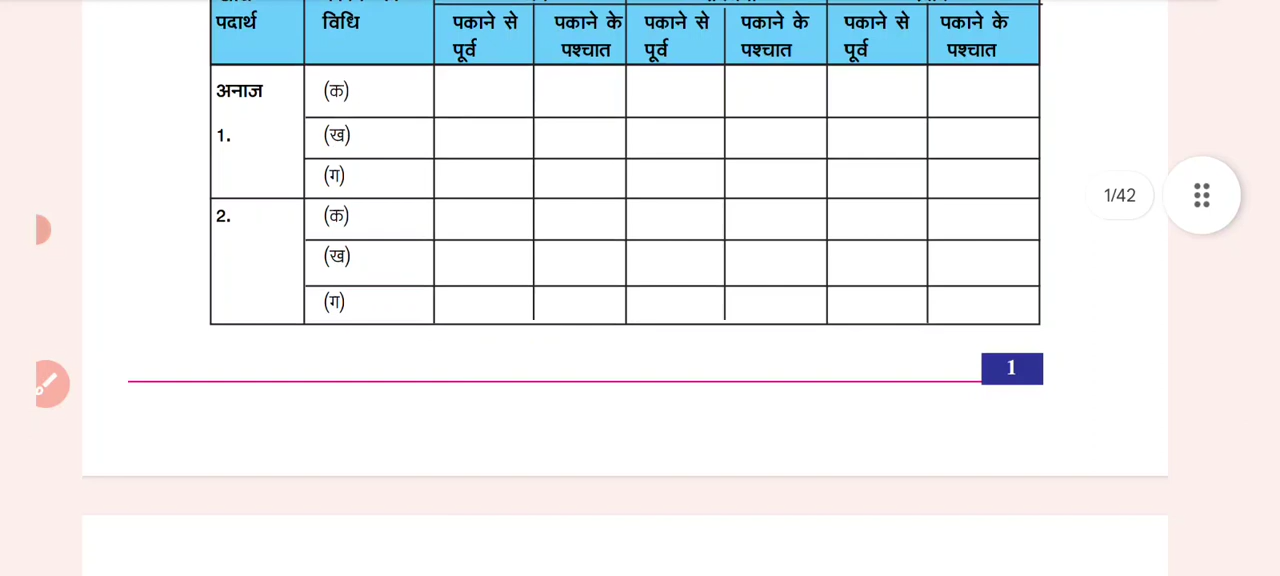 पदार्थ विधि पकाने से पकाने के पकाने से पकाने के पकाने से पकाने के
पूर्व पश्चात पूर्व पश्चात पूर्व पश्चात
अनाज (क)
1. (ख)
(ग)
2. (क)
(ख)
(ग)
1/42
1